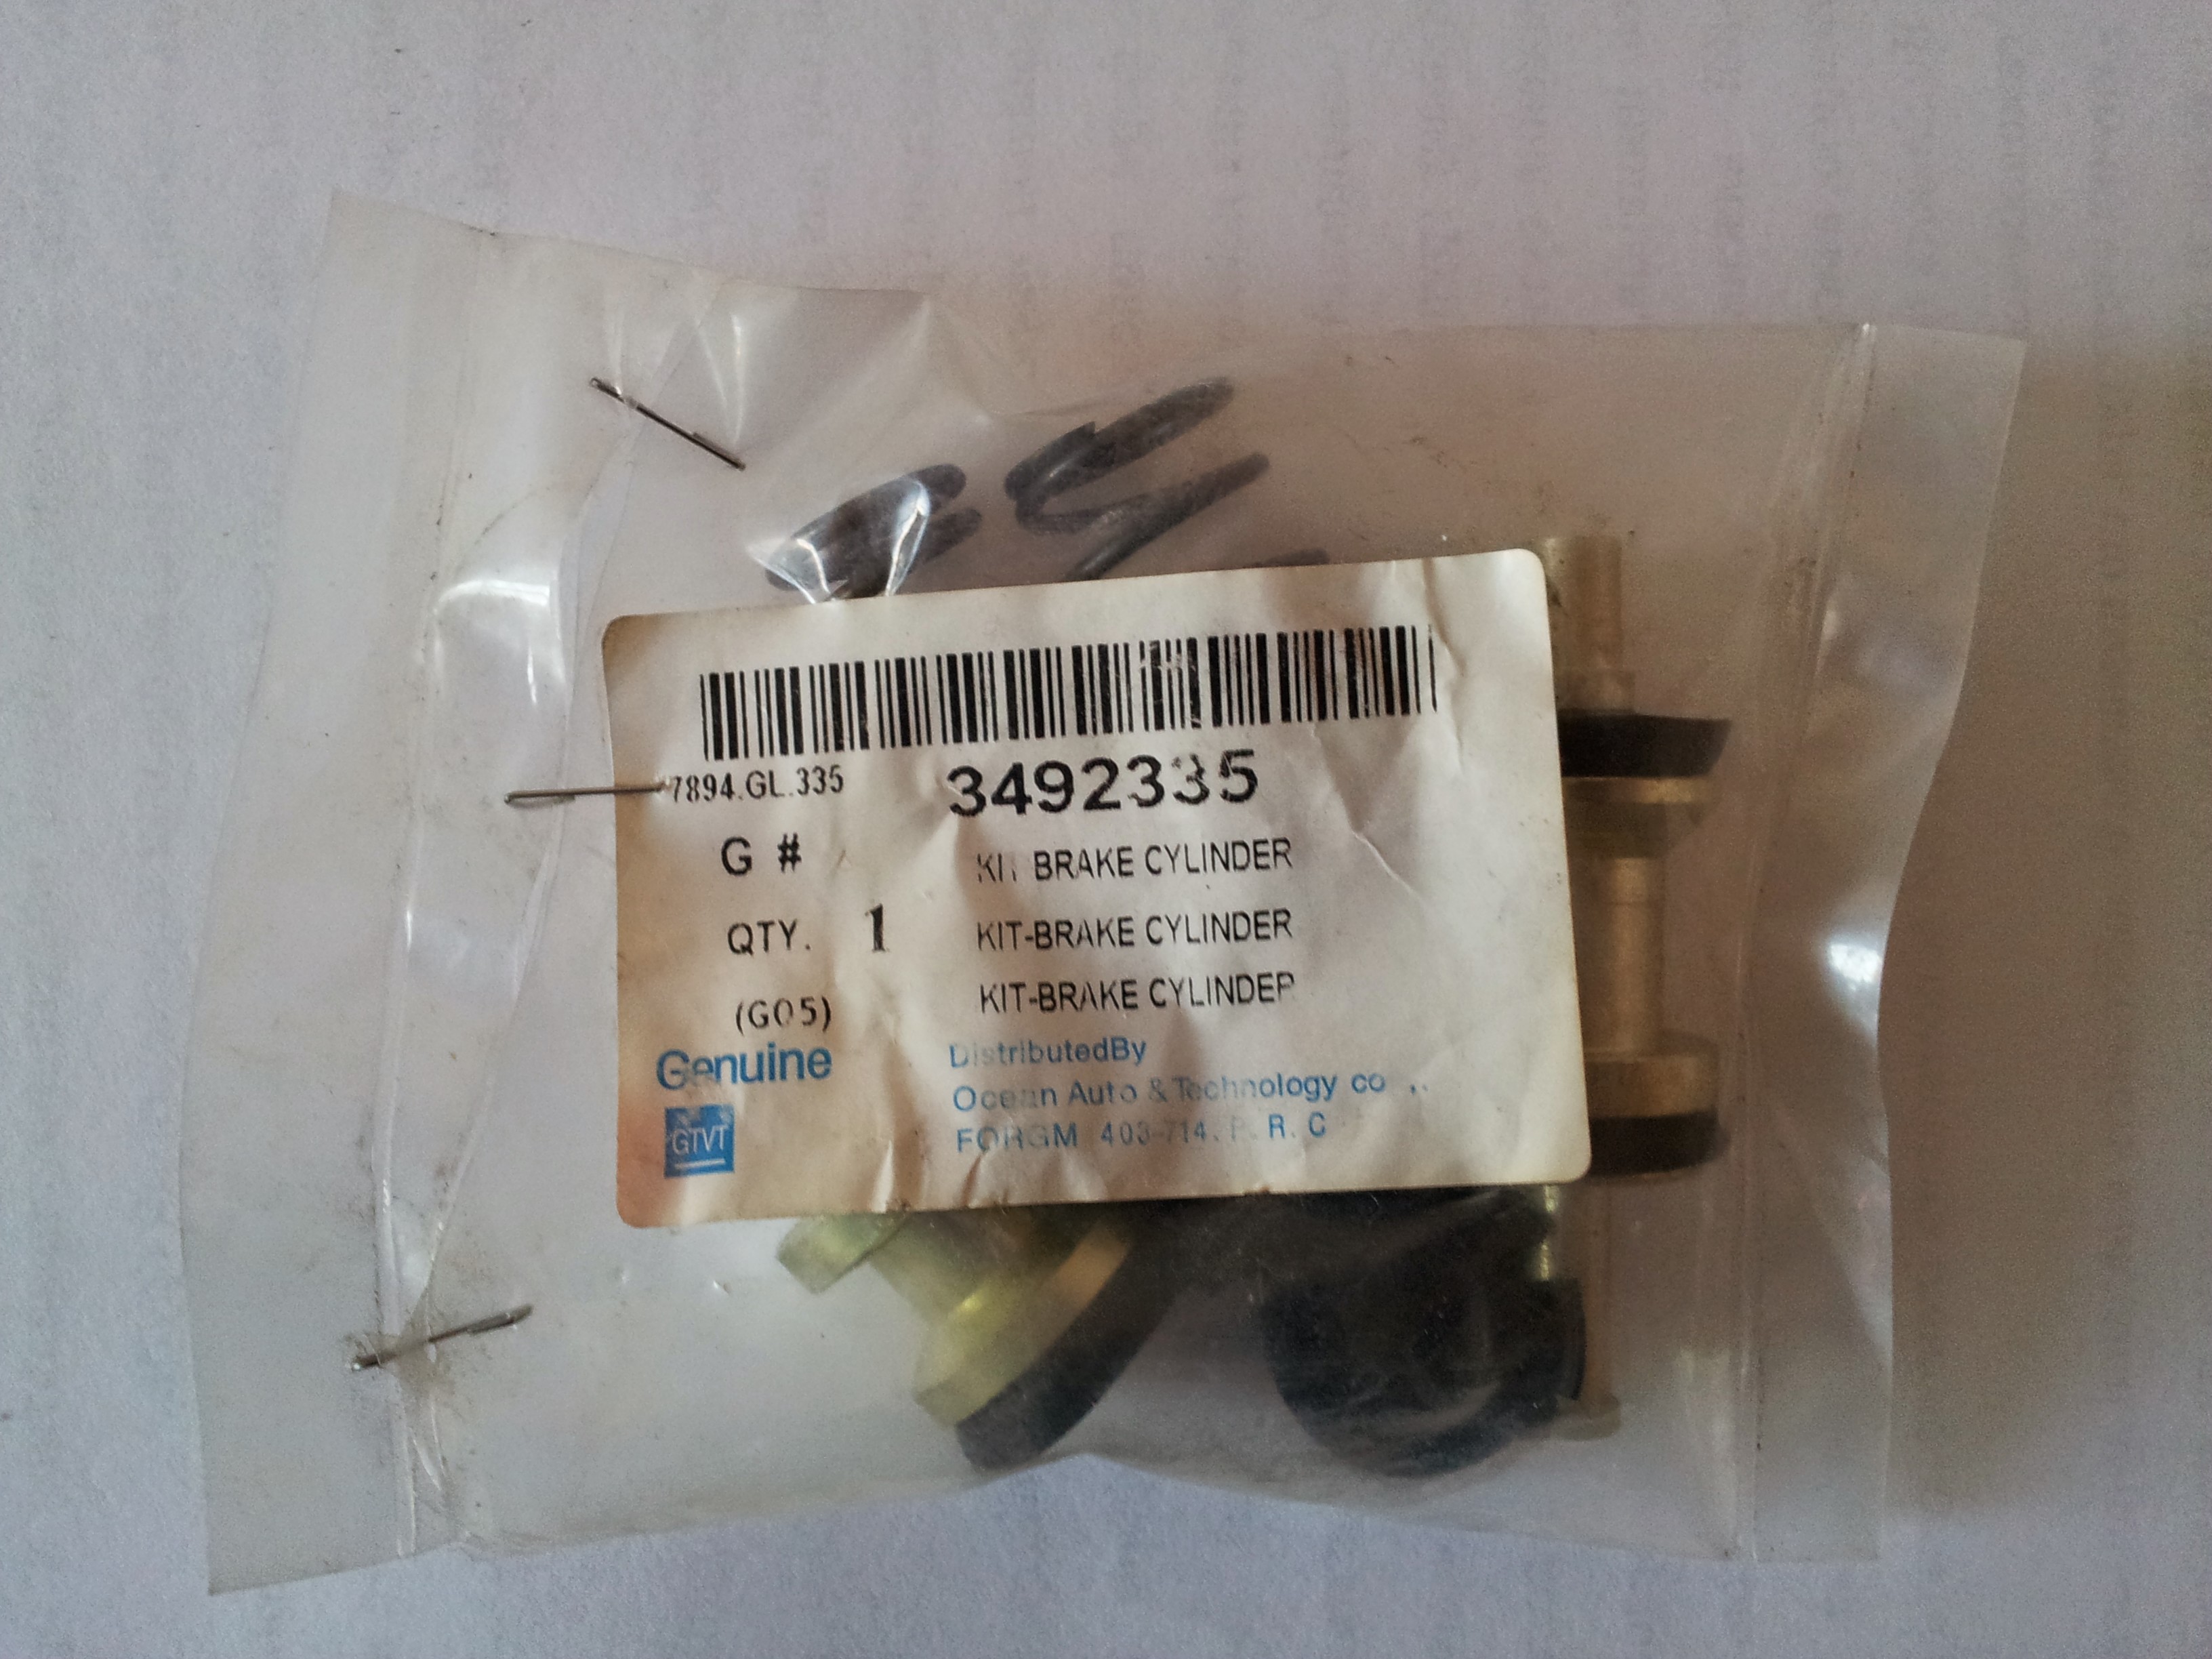 7894.GL.335 3492335
G # KIT BRAKE CYLINDER
QTY. 1 KIT-BRAKE CYLINDER
(G05) KIT-BRAKE CYLINDER
Genuine DistributedBy
Ocean Auto & Technology co
GTVT FORGM 403-714. P. R. C